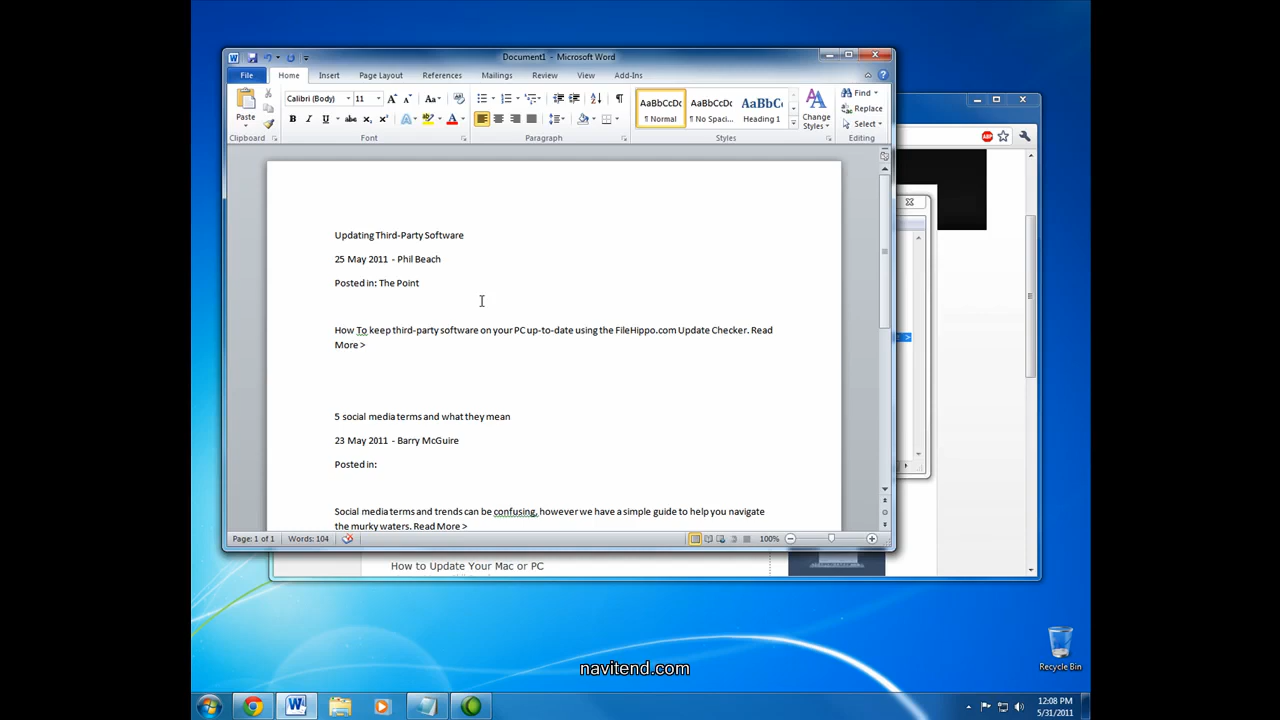 Document1 - Microsoft Word
File Home Insert Page Layout References Mailings Review View Add-Ins
Calibri (Body) 11
Paste
AaBbCcDc AaBbCcDc AaBbC
¶ Normal ¶ No Spaci... Heading 1
Change
Styles
Find
Replace
Select
Clipboard Font Paragraph Styles Editing
Updating Third-Party Software
25 May 2011 - Phil Beach
Posted in: The Point
How To keep third-party software on your PC up-to-date using the FileHippo.com Update Checker. Read
More >
5 social media terms and what they mean
23 May 2011 - Barry McGuire
Posted in:
Social media terms and trends can be confusing, however we have a simple guide to help you navigate
the murky waters. Read More >
Page: 1 of 1 Words: 104 100%
How to Update Your Mac or PC
Recycle Bin
navitend.com
12:08 PM
5/31/2011